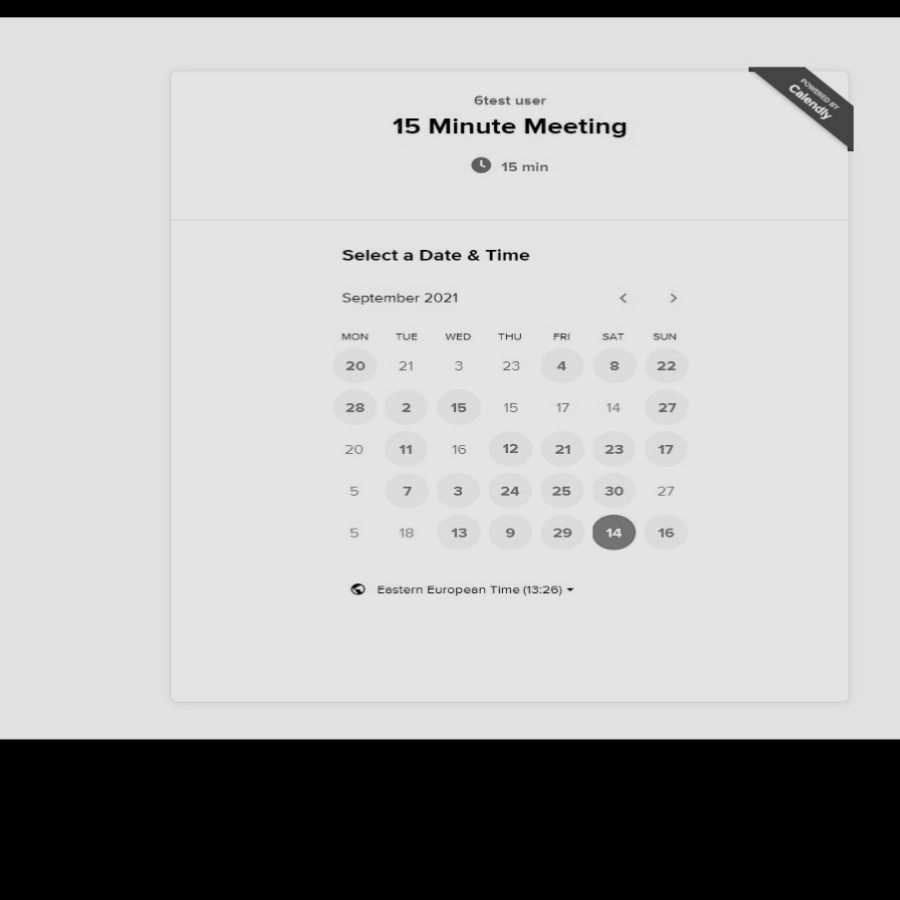 POWERED BY
Calendly
6test user
15 Minute Meeting
15 min
Select a Date & Time
September 2021
MON TUE WED THU FRI SAT SUN
20 21 3 23 4 8 22
28 2 15 15 17 14 27
20 11 16 12 21 23 17
5 7 3 24 25 30 27
5 18 13 9 29 14 16
Eastern European Time (13:26)